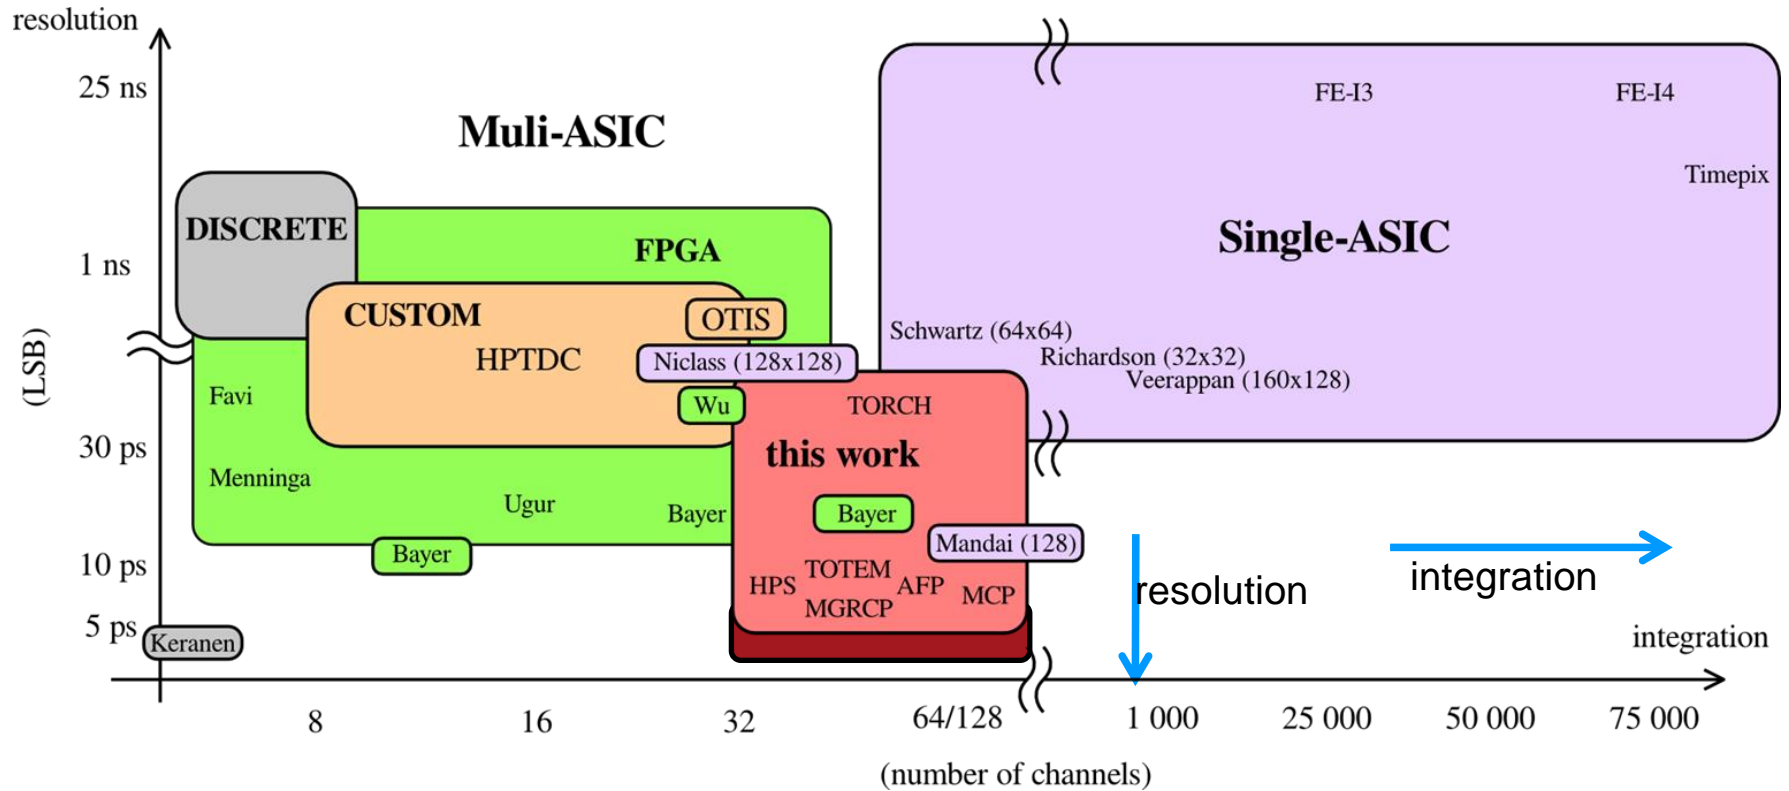 resolution
25 ns
FE-I3
FE-I4
Muli-ASIC
Timepix
DISCRETE
FPGA
Single-ASIC
1 ns
CUSTOM
OTIS
Schwartz (64x64)
HPTDC
Niclass (128x128)
Richardson (32x32)
Veerappan (160x128)
(LSB)
Favi
Wu
TORCH
30 ps
this work
Menninga
Ugur
Bayer
Bayer
Mandai (128)
Bayer
10 ps
TOTEM
HPS
AFP
MCP
MGRCP
resolution
integration
5 ps
Keranen
integration
8
16
32
64/128
1 000
25 000
50 000
75 000
(number of channels)